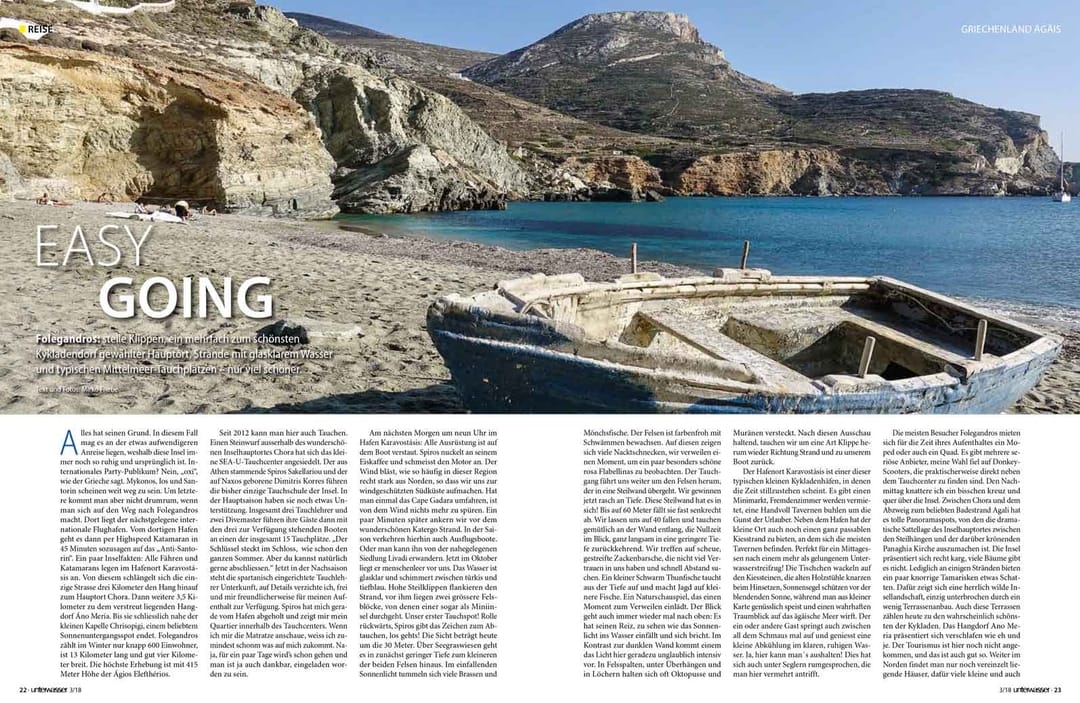 REISE
GRIECHENLAND ÄGÄIS
EASY
GOING
Folegandros: steile Klippen, ein mehrfach zum schönsten
Kykladendorf gewählter Hauptort, Strände mit glasklarem Wasser
und typischen Mittelmeer-Tauchplätzen – nur viel schöner.
Text und Fotos:
Alles hat seinen Grund. In diesem Fall
mag es an der etwas aufwendigeren
Anreise liegen, weshalb diese Insel im-
mer noch so ruhig und ursprünglich ist. In-
ternationales Party-Publikum? Nein, „oxi",
wie der Grieche sagt. Mykonos, Ios und San-
torin scheinen weit weg zu sein. Um letzte-
re kommt man aber nicht drumrum, wenn
man sich auf den Weg nach Folegandros
macht. Dort liegt der nächstgelegene inter-
nationale Flughafen. Vom dortigen Hafen
geht es dann per Highspeed Katamaran in
45 Minuten sozusagen auf das „Anti-Santo-
rin". Ein paar Inselfakten: Alle Fähren und
Katamarans legen im Hafenort Karavostá-
sis an. Von diesem schlängelt sich die ein-
zige Strasse drei Kilometer den Hang hinauf
zum Hauptort Chora. Dann weitere 3,5 Ki-
lometer zu dem verstreut liegenden Hang-
dorf Áno Meria. Bis sie schließlich nahe der
kleinen Kapelle Chrisopigi, einem beliebten
Sonnenuntergangsspot endet. Folegandros
zählt im Winter nur knapp 600 Einwohner,
ist 13 Kilometer lang und gut vier Kilome-
ter breit. Die höchste Erhebung ist mit 415
Meter Höhe der Ágios Elefthérios.
Seit 2012 kann man hier auch Tauchen.
Einen Steinwurf ausserhalb des wunderschö-
nen Inselhauptortes Chora hat sich das klei-
ne SEA-U-Tauchcenter angesiedelt. Der aus
Athen stammende Spiros Sakellariou und der
auf Naxos geborene Dimitris Korres führen
die bisher einzige Tauchschule der Insel. In
der Hauptsaison haben sie noch etwas Un-
terstützung. Insgesamt drei Tauchlehrer und
zwei Divemaster führen ihre Gäste dann mit
den drei zur Verfügung stehenden Booten
an einen der insgesamt 15 Tauchplätze. „Der
Schlüssel steckt im Schloss, wie schon den
ganzen Sommer. Aber du kannst natürlich
gerne abschliessen." Jetzt in der Nachsaison
steht die spartanisch eingerichtete Tauchleh-
rer Unterkunft, auf Details verzichte ich, frei
und mir freundlicherweise für meinen Auf-
enthalt zur Verfügung. Spiros hat mich gera-
de vom Hafen abgeholt und zeigt mir mein
Quartier innerhalb des Tauchcenters. Wenn
ich mir die Matratze anschaue, weiss ich zu-
mindest schonm was auf mich zukommt. Na-
ja, für ein paar Tage wird's schon gehen und
man ist ja auch dankbar, eingeladen wor-
den zu sein.
Am nächsten Morgen um neun Uhr im
Hafen Karavostásis: Alle Ausrüstung ist auf
dem Boot verstaut. Spiros nuckelt an seinem
Eiskaffee und schmeisst den Motor an. Der
Wind bläst, wie so häufig in dieser Region
recht stark aus Norden, so dass wir uns zur
windgeschützten Südküste aufmachen. Hat
man einmal das Cape Gadara umfahren, ist
von dem Wind nichts mehr zu spüren. Ein
paar Minuten später ankern wir vor dem
wunderschönen Katergo Strand. In der Sai-
son verkehren hierhin auch Ausflugsboote.
Oder man kann ihn von der nahegelegenen
Siedlung Livadi erwandern. Jetzt im Oktober
liegt er menschenleer vor uns. Das Wasser ist
glasklar und schimmert zwischen türkis und
tiefblau. Hohe Steilklippen flankieren den
Strand, vor ihm liegen zwei grössere Fels-
blöcke, von denen einer sogar als Miniin-
sel durchgeht. Unser erster Tauchspot! Rolle
rückwärts, Spiros gibt das Zeichen zum Ab-
tauchen, los gehts! Die Sicht beträgt heute
um die 30 Meter. Über Seegraswiesen geht
es in zunächst geringer Tiefe zum kleineren
der beiden Felsen hinaus. Im einfallenden
Sonnenlicht tummeln sich viele Brassen und
Mönchsfische. Der Felsen ist farbenfroh mit
Schwämmen bewachsen. Auf diesen zeigen
sich viele Nacktschnecken, wir verweilen ei-
nen Moment, um ein paar besonders schöne
rosa Flabellinas zu beobachten. Der Tauch-
gang führt uns weiter um den Felsen herum,
der in eine Steilwand übergeht. Wir gewinnen
jetzt rasch an Tiefe. Diese Steilwand hat es in
sich! Bis auf 60 Meter fällt sie fast senkrecht
ab. Wir lassen uns auf 40 fallen und tauchen
gemütlich an der Wand entlang, die Nullzeit
im Blick, ganz langsam in eine geringere Tie-
fe zurückkehrend. Wir treffen auf scheue,
gestreifte Zackenbarsche, die nicht viel Ver-
trauen in uns haben und schnell Abstand su-
chen. Ein kleiner Schwarm Thunfische taucht
aus der Tiefe auf und macht Jagd auf klei-
nere Fische. Ein Naturschauspiel, das einen
Moment zum Verweilen einlädt. Der Blick
geht auch immer wieder mal nach oben: Es
hat seinen Reiz, zu sehen wie das Sonnen-
licht ins Wasser einfällt und sich bricht. Im
Kontrast zur dunklen Wand kommt einem
das Licht hier geradezu unglaublich intensiv
vor. In Felsspalten, unter Überhängen und
in Löchern halten sich oft Oktopusse und
Muränen versteckt. Nach diesen Ausschau
haltend, tauchen wir um eine Art Klippe he-
rum wieder Richtung Strand und zu unserem
Boot zurück.
Der Hafenort Karavostásis ist einer dieser
typischen kleinen Kykladenhäfen, in denen
die Zeit stillzustehen scheint. Es gibt einen
Minimarkt, Fremdenzimmer werden vermie-
tet, eine Handvoll Tavernen buhlen um die
Gunst der Urlauber. Neben dem Hafen hat der
kleine Ort auch noch einen ganz passablen
Kiesstrand zu bieten, an dem sich die meisten
Tavernen befinden. Perfekt für ein Mittages-
sen nach einem mehr als gelungenem Unter-
wasserstreifzug! Die Tischchen wackeln auf
den Kiesteinen, die alten Holzstühle knarzen
beim Hinsetzen, Sonnensegel schützen vor der
blendenden Sonne, während man aus kleiner
Karte genüsslich speist und einen wahrhaften
Traumblick auf das ägäische Meer wirft. Der
ein oder andere Gast springt auch zwischen
all dem Schmaus mal auf und geniesst eine
kleine Abkühlung im klaren, ruhigen Was-
ser. Ja, hier kann man´s aushalten! Dies hat
sich auch unter Seglern rumgesprochen, die
man hier vermehrt antrifft.
Die meisten Besucher Folegandros mieten
sich für die Zeit ihres Aufenthaltes ein Mo-
ped oder auch ein Quad. Es gibt mehrere se-
riöse Anbieter, meine Wahl fiel auf Donkey-
Scooters, die praktischerweise direkt neben
dem Tauchcenter zu finden sind. Den Nach-
mittag knattere ich ein bisschen kreuz und
quer über die Insel. Zwischen Chora und dem
Abzweig zum beliebten Badestrand Agali hat
es tolle Panoramaspots, von den die drama-
tische Sattellage des Inselhauptortes zwischen
den Steilhängen und der darüber krönenden
Panaghia Kirche auszumachen ist. Die Insel
präsentiert sich recht karg, viele Bäume gibt
es nicht. Lediglich an einigen Stränden bieten
ein paar knorrige Tamarisken etwas Schat-
ten. Dafür zeigt sich eine herrlich wilde In-
sellandschaft, einzig unterbrochen durch ein
wenig Terrassenanbau. Auch diese Terrassen
zählen heute zu den wahrscheinlich schöns-
ten der Kykladen. Das Hangdorf Ano Me-
ria präsentiert sich verschlafen wie eh und
je. Der Tourismus ist hier noch nicht ange-
kommen, und das ist auch gut so. Weiter im
Norden findet man nur noch vereinzelt lie-
gende Häuser, dafür viele kleine und auch
22 · unterwasser 3/18
3/18 unterwasser · 23